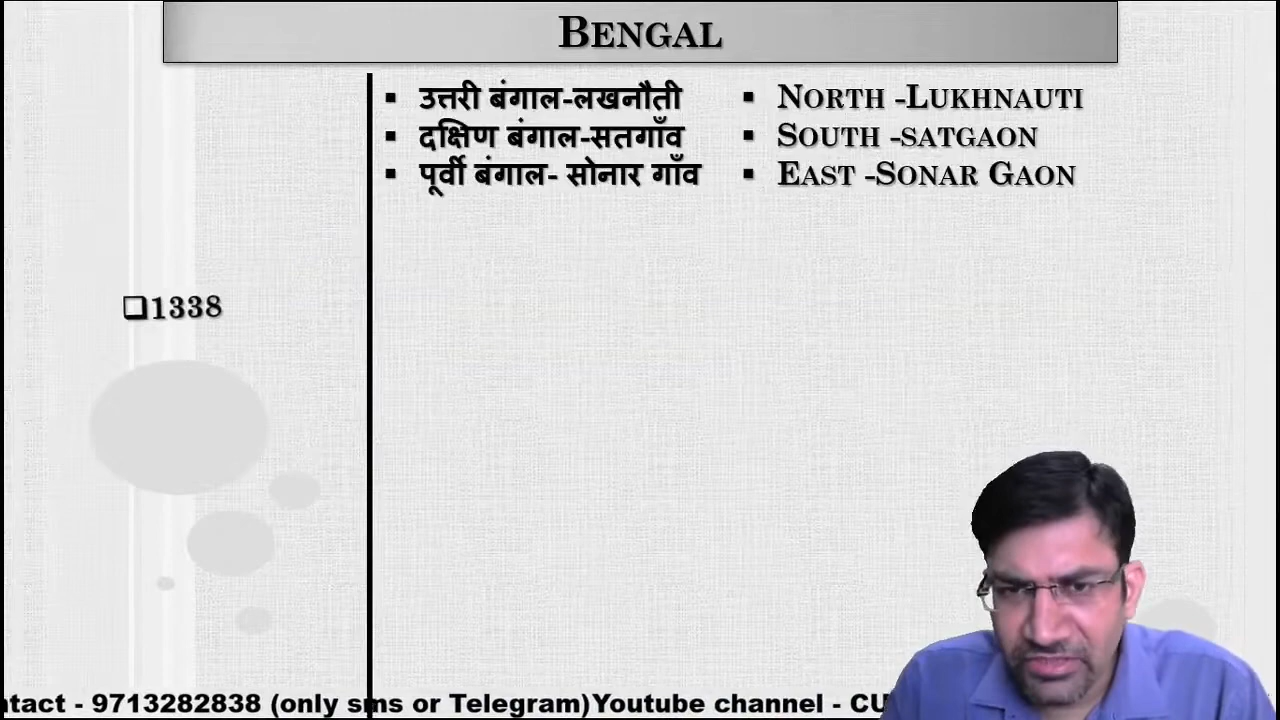 BENGAL
▪ उत्तरी बंगाल-लखनौती
▪ दक्षिण बंगाल-सतगाँव
▪ पूर्वी बंगाल- सोनार गाँव
▪ NORTH -LUKHNAUTI
▪ SOUTH -SATGAON
▪ EAST -SONAR GAON
❑1338
ntact - 9713282838 (only sms or Telegram)Youtube channel - CU